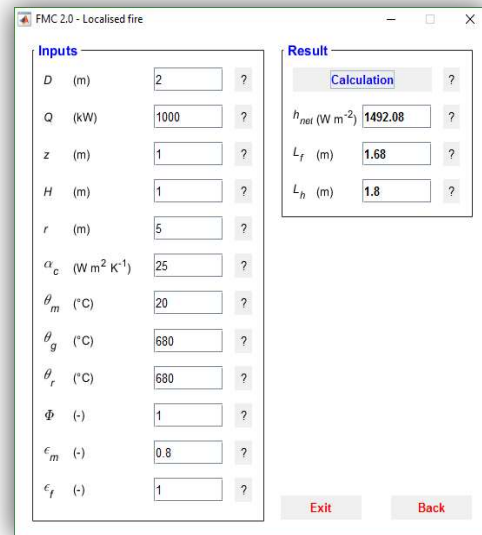 FMC 2.0 - Localised fire
Inputs
D (m) 2 ?
Q (kW) 1000 ?
z (m) 1 ?
H (m) 1 ?
r (m) 5 ?
α_c (W m² K⁻¹) 25 ?
θ_m (°C) 20 ?
θ_g (°C) 680 ?
θ_r (°C) 680 ?
Φ (-) 1 ?
ϵ_m (-) 0.8 ?
ϵ_f (-) 1 ?
Result
Calculation ?
h_net (W m⁻²) 1492.08 ?
L_f (m) 1.68 ?
L_h (m) 1.8 ?
Exit Back